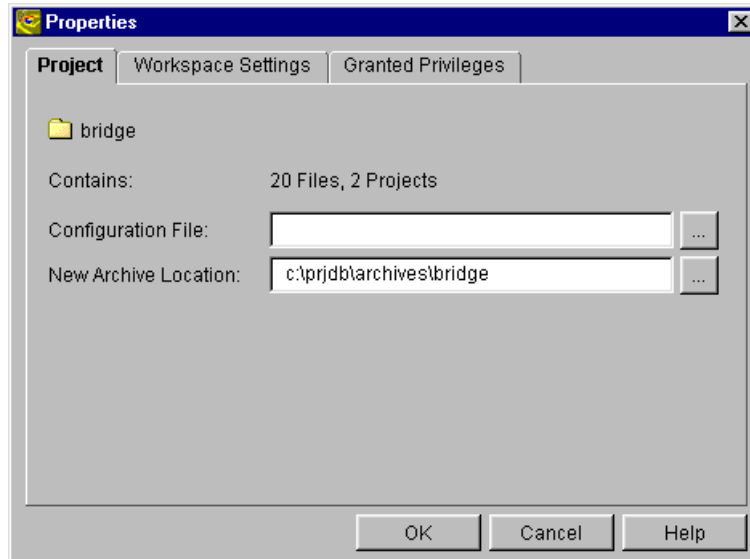 Properties
Project Workspace Settings Granted Privileges
bridge
Contains: 20 Files, 2 Projects
Configuration File: ...
New Archive Location: c:\prjdb\archives\bridge ...
OK Cancel Help